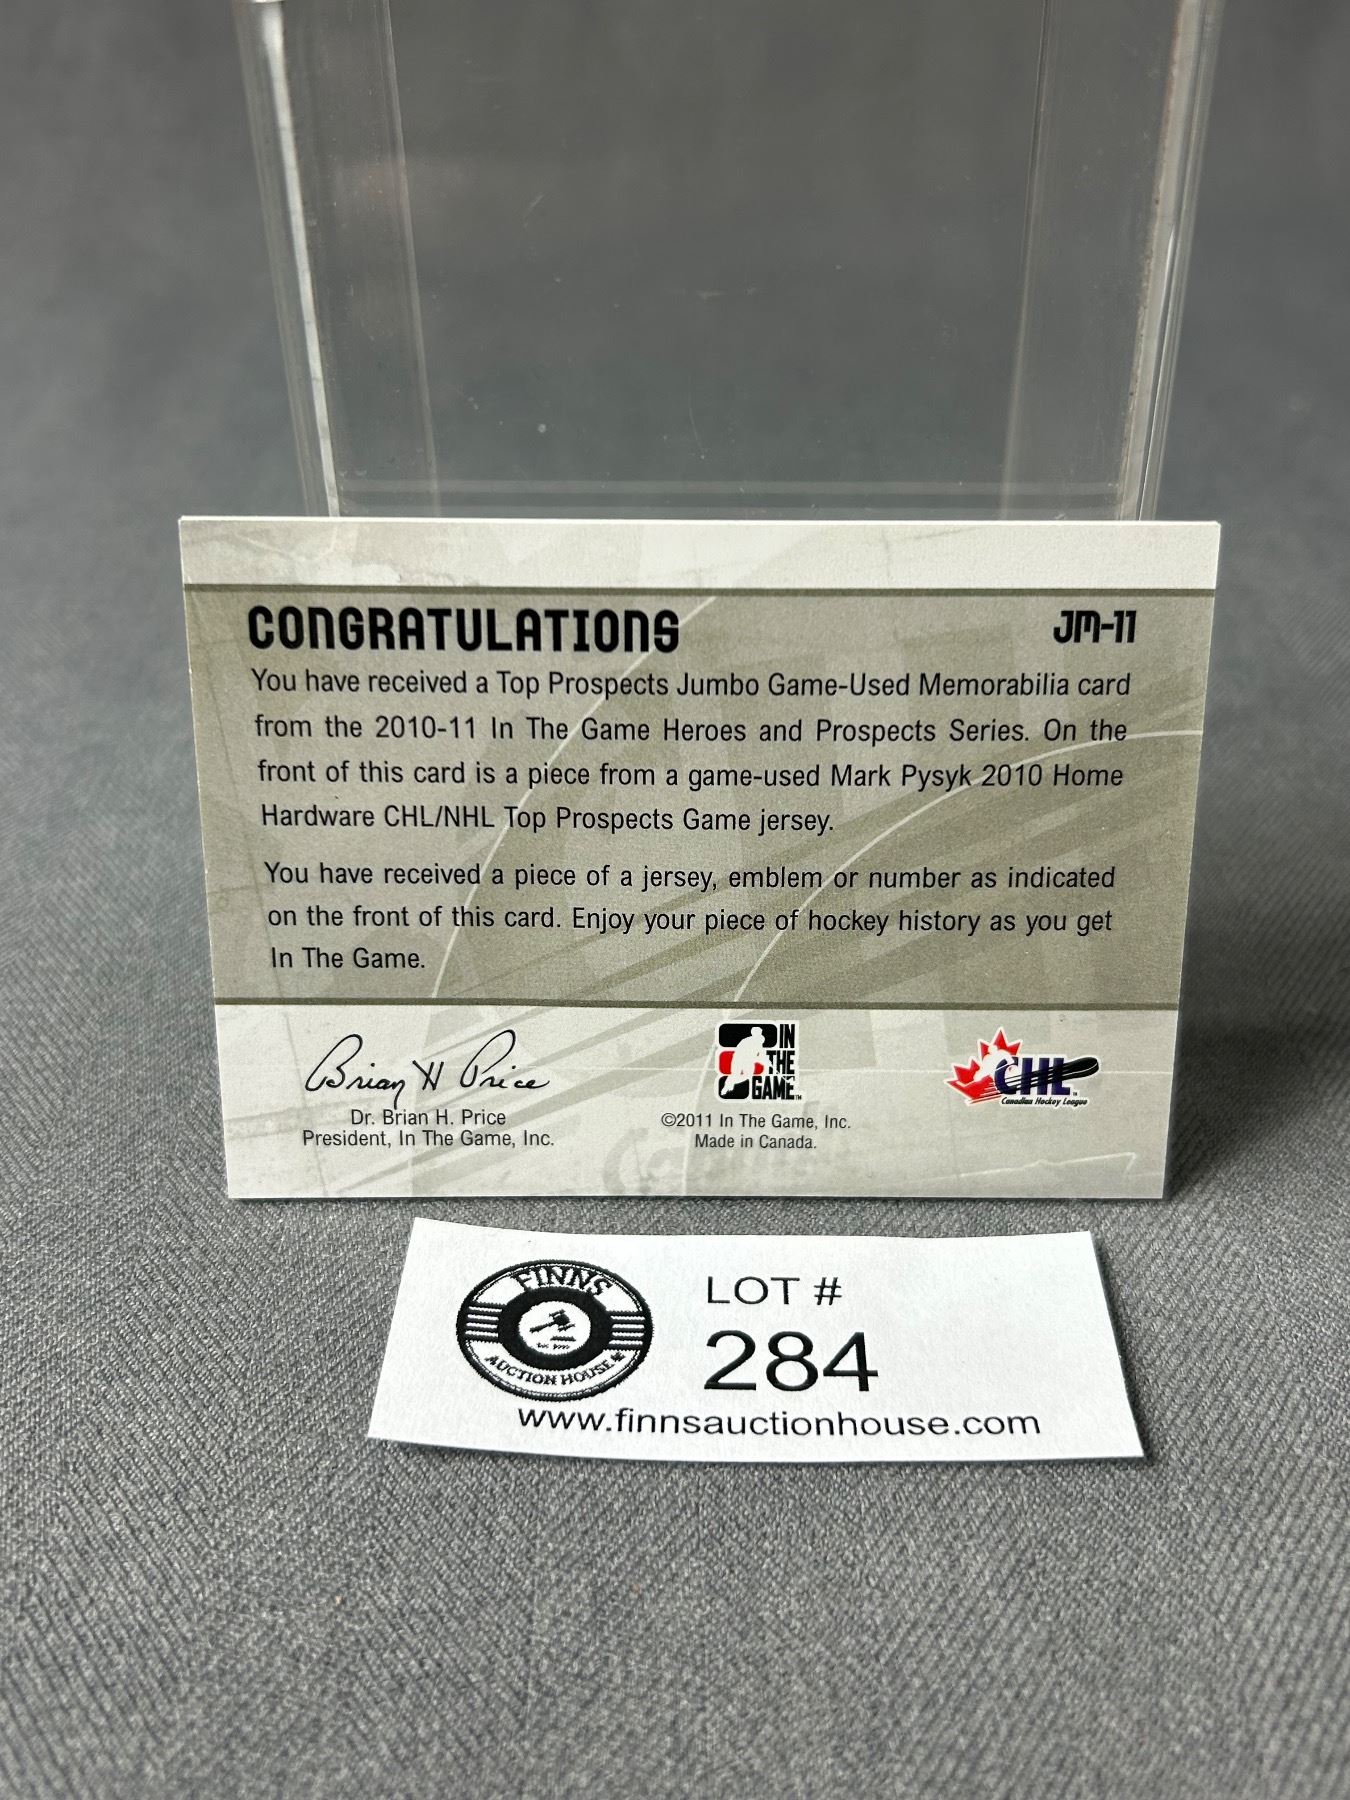 CONGRATULATIONS
JM-11
You have received a Top Prospects Jumbo Game-Used Memorabilia card
from the 2010-11 In The Game Heroes and Prospects Series. On the
front of this card is a piece from a game-used Mark Pysyk 2010 Home
Hardware CHL/NHL Top Prospects Game jersey.
You have received a piece of a jersey, emblem or number as indicated
on the front of this card. Enjoy your piece of hockey history as you get
In The Game.
Brian H Price
Dr. Brian H. Price
President, In The Game, Inc.
IN
THE
GAME™
©2011 In The Game, Inc.
Made in Canada.
CHL™
Canadian Hockey League
FINNS
AUCTION HOUSE
LOT #
284
www.finnsauctionhouse.com